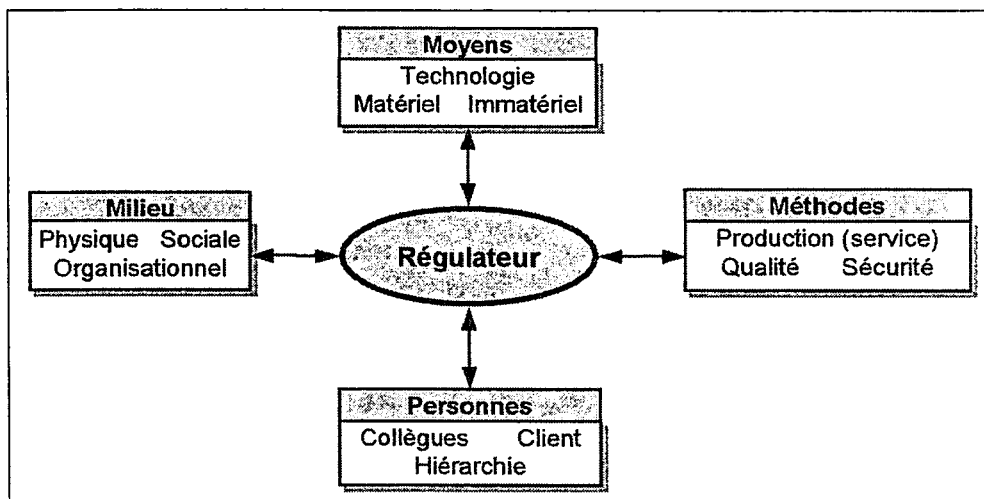 Moyens
Technologie
Matériel Immatériel
Milieu
Physique Sociale
Organisationnel
Régulateur
Méthodes
Production (service)
Qualité Sécurité
Personnes
Collègues Client
Hiérarchie